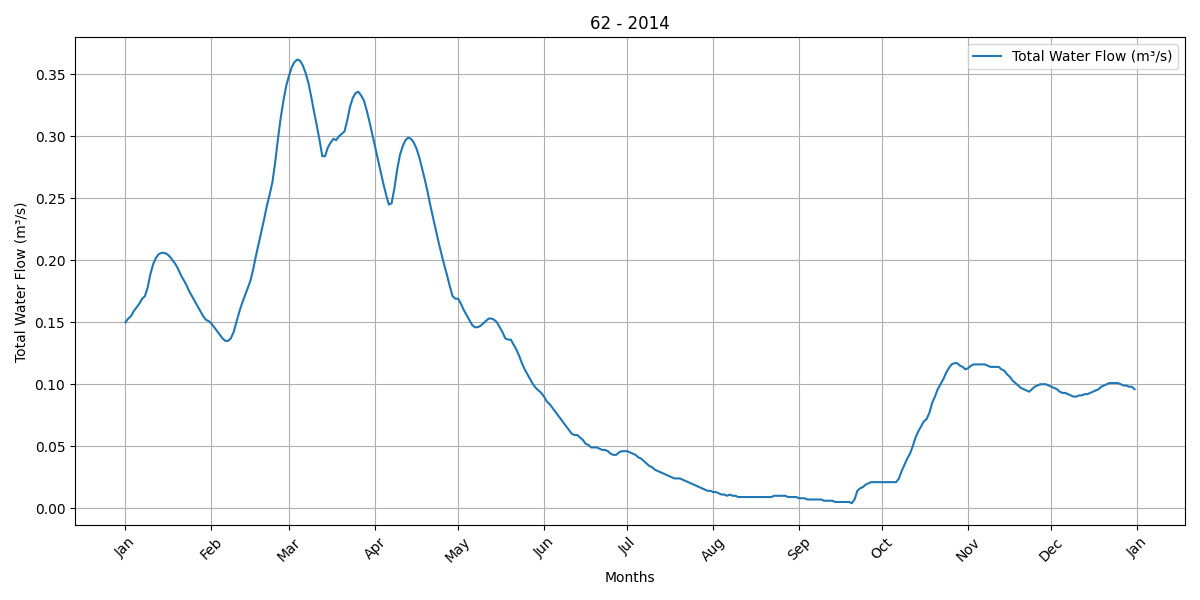 62 - 2014
Total Water Flow (m³/s)
Total Water Flow (m³/s)
0.35
0.30
0.25
0.20
0.15
0.10
0.05
0.00
Jan
Feb
Mar
Apr
May
Jun
Jul
Aug
Sep
Oct
Nov
Dec
Jan
Months